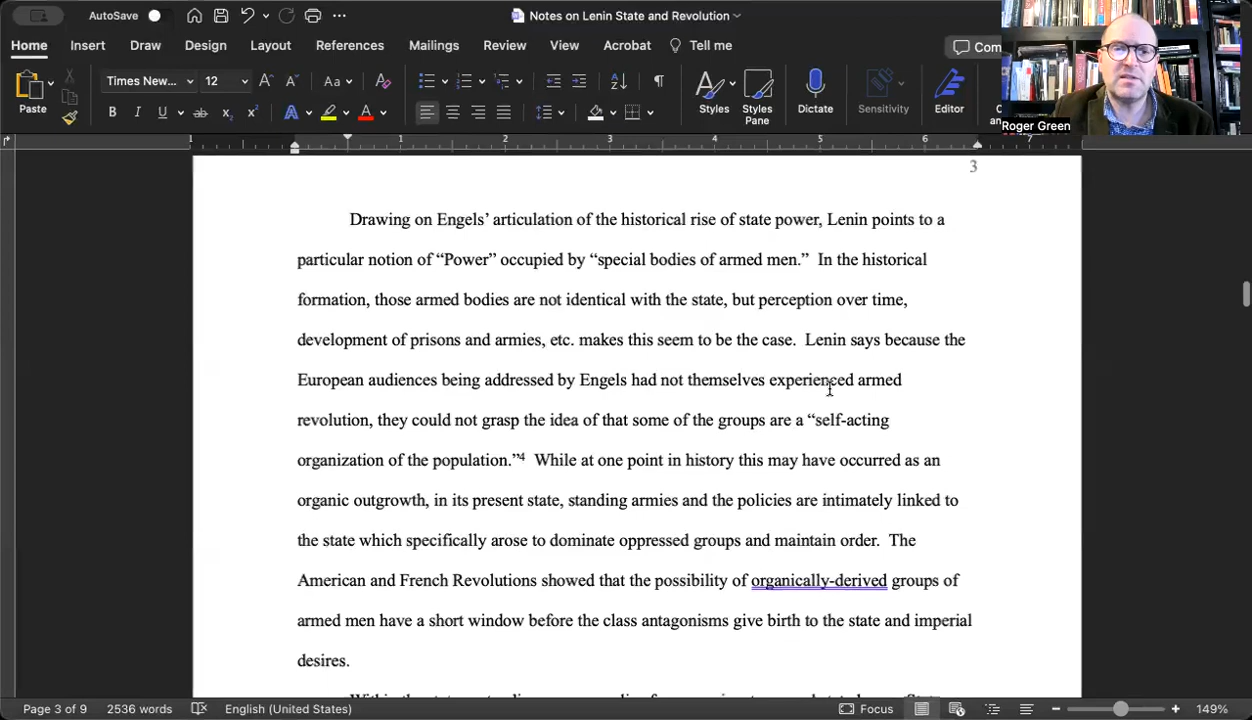 AutoSave
Notes on Lenin State and Revolution
Home Insert Draw Design Layout References Mailings Review View Acrobat Tell me Com
Times New... 12 Aa
Paste Styles Styles Pane Dictate Sensitivity Editor
Roger Green
1 1 2 3 4 5 6 7
3
Drawing on Engels’ articulation of the historical rise of state power, Lenin points to a
particular notion of “Power” occupied by “special bodies of armed men.”  In the historical
formation, those armed bodies are not identical with the state, but perception over time,
development of prisons and armies, etc. makes this seem to be the case.  Lenin says because the
European audiences being addressed by Engels had not themselves experienced armed
revolution, they could not grasp the idea of that some of the groups are a “self-acting
organization of the population.”4  While at one point in history this may have occurred as an
organic outgrowth, in its present state, standing armies and the policies are intimately linked to
the state which specifically arose to dominate oppressed groups and maintain order.  The
American and French Revolutions showed that the possibility of organically-derived groups of
armed men have a short window before the class antagonisms give birth to the state and imperial
desires.
Page 3 of 9 2536 words English (United States) Focus 149%